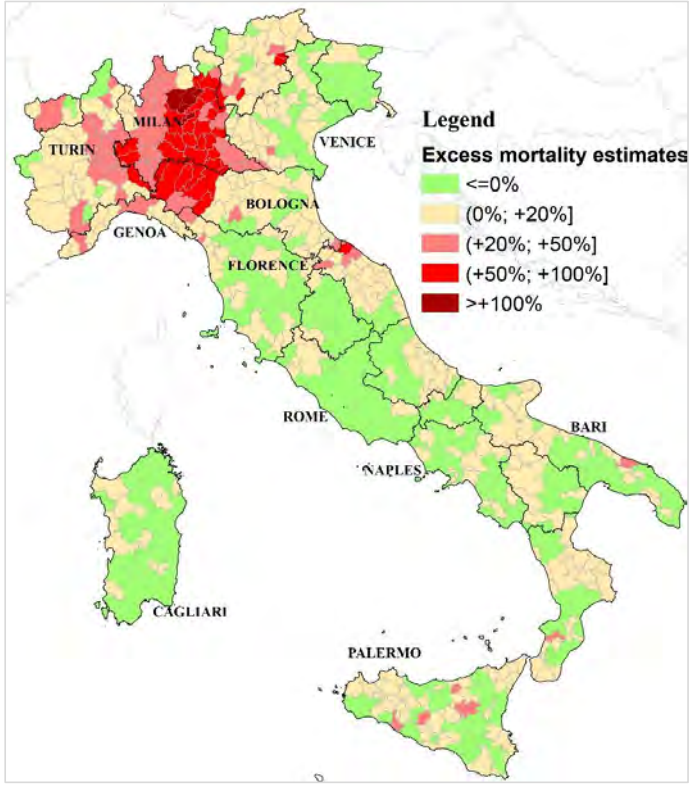 MILAN
TURIN
VENICE
BOLOGNA
GENOA
FLORENCE
ROME
BARI
NAPLES
CAGLIARI
PALERMO
Legend
Excess mortality estimates
<=0%
(0%; +20%]
(+20%; +50%]
(+50%; +100%]
>+100%